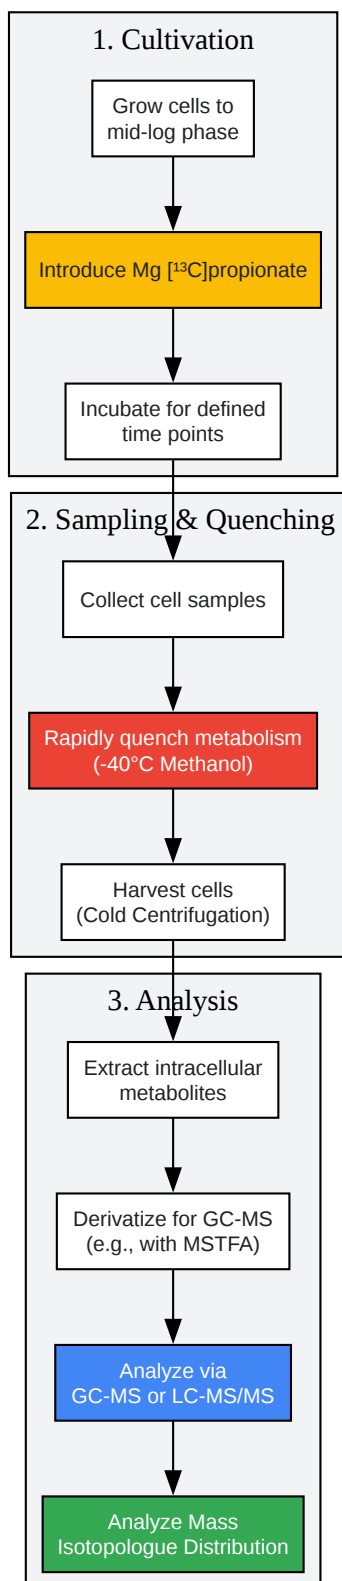 1. Cultivation
Grow cells to
mid-log phase
Introduce Mg [¹³C]propionate
Incubate for defined
time points
2. Sampling & Quenching
Collect cell samples
Rapidly quench metabolism
(-40°C Methanol)
Harvest cells
(Cold Centrifugation)
3. Analysis
Extract intracellular
metabolites
Derivatize for GC-MS
(e.g., with MSTFA)
Analyze via
GC-MS or LC-MS/MS
Analyze Mass
Isotopologue Distribution